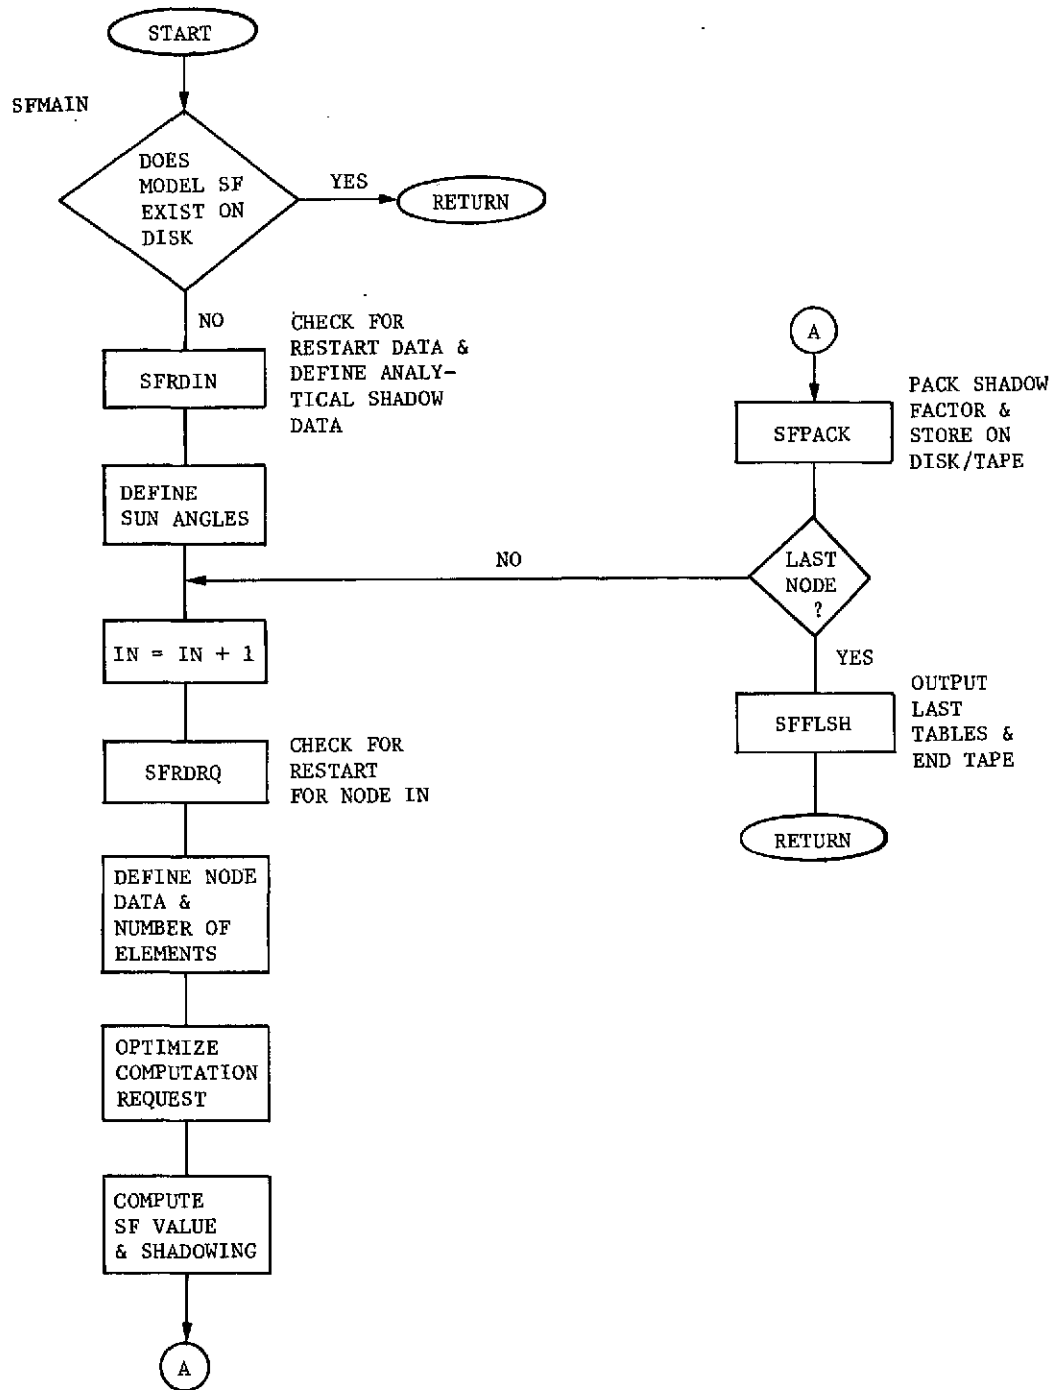 START
SFMAIN
DOES
MODEL SF
EXIST ON
DISK
YES
RETURN
NO
CHECK FOR
RESTART DATA &
DEFINE ANALY-
TICAL SHADOW
DATA
SFRDIN
DEFINE
SUN ANGLES
IN = IN + 1
SFRDRQ
CHECK FOR
RESTART
FOR NODE IN
DEFINE NODE
DATA &
NUMBER OF
ELEMENTS
OPTIMIZE
COMPUTATION
REQUEST
COMPUTE
SF VALUE
& SHADOWING
A
A
SFPACK
PACK SHADOW
FACTOR &
STORE ON
DISK/TAPE
LAST
NODE
?
NO
YES
SFFLSH
OUTPUT
LAST
TABLES &
END TAPE
RETURN